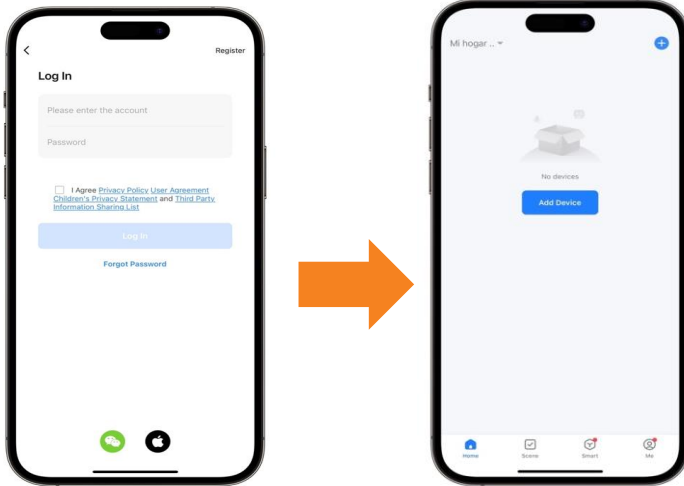 Register
Log In
Please enter the account
Password
I Agree Privacy Policy User Agreement
Children's Privacy Statement and Third Party
Information Sharing List
Log In
Forgot Password
Mi hogar ..
No devices
Add Device
Home
Scene
Smart
Me